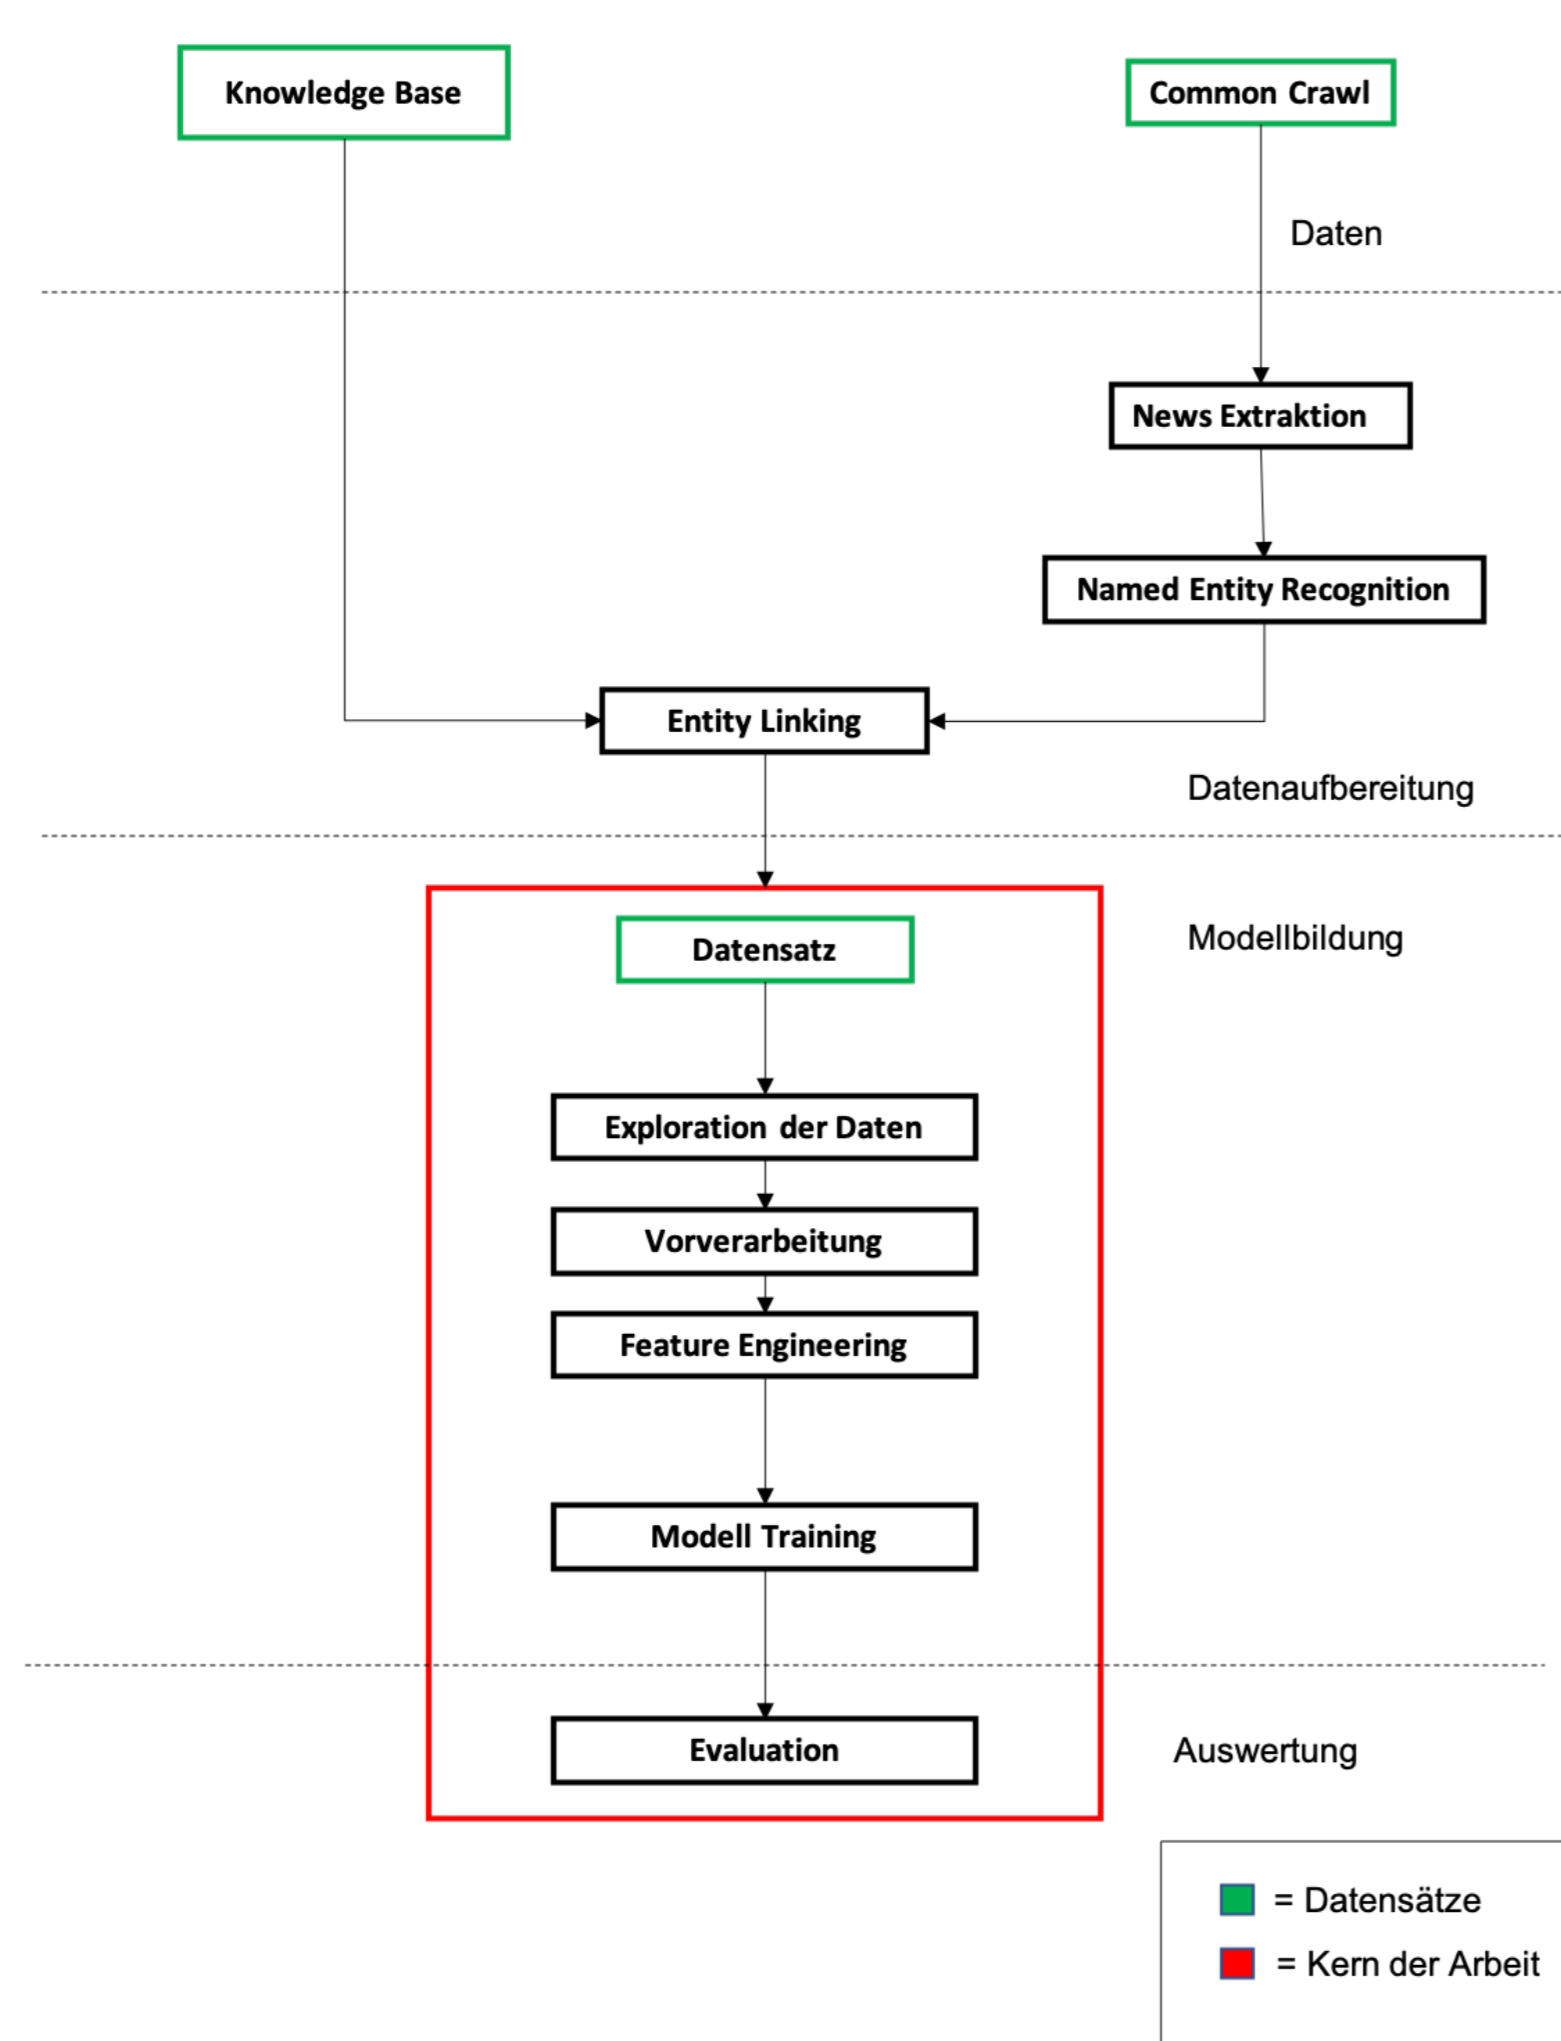 Knowledge Base
Common Crawl
Daten
News Extraktion
Named Entity Recognition
Entity Linking
Datenaufbereitung
Datensatz
Modellbildung
Exploration der Daten
Vorverarbeitung
Feature Engineering
Modell Training
Evaluation
Auswertung
= Datensätze
= Kern der Arbeit